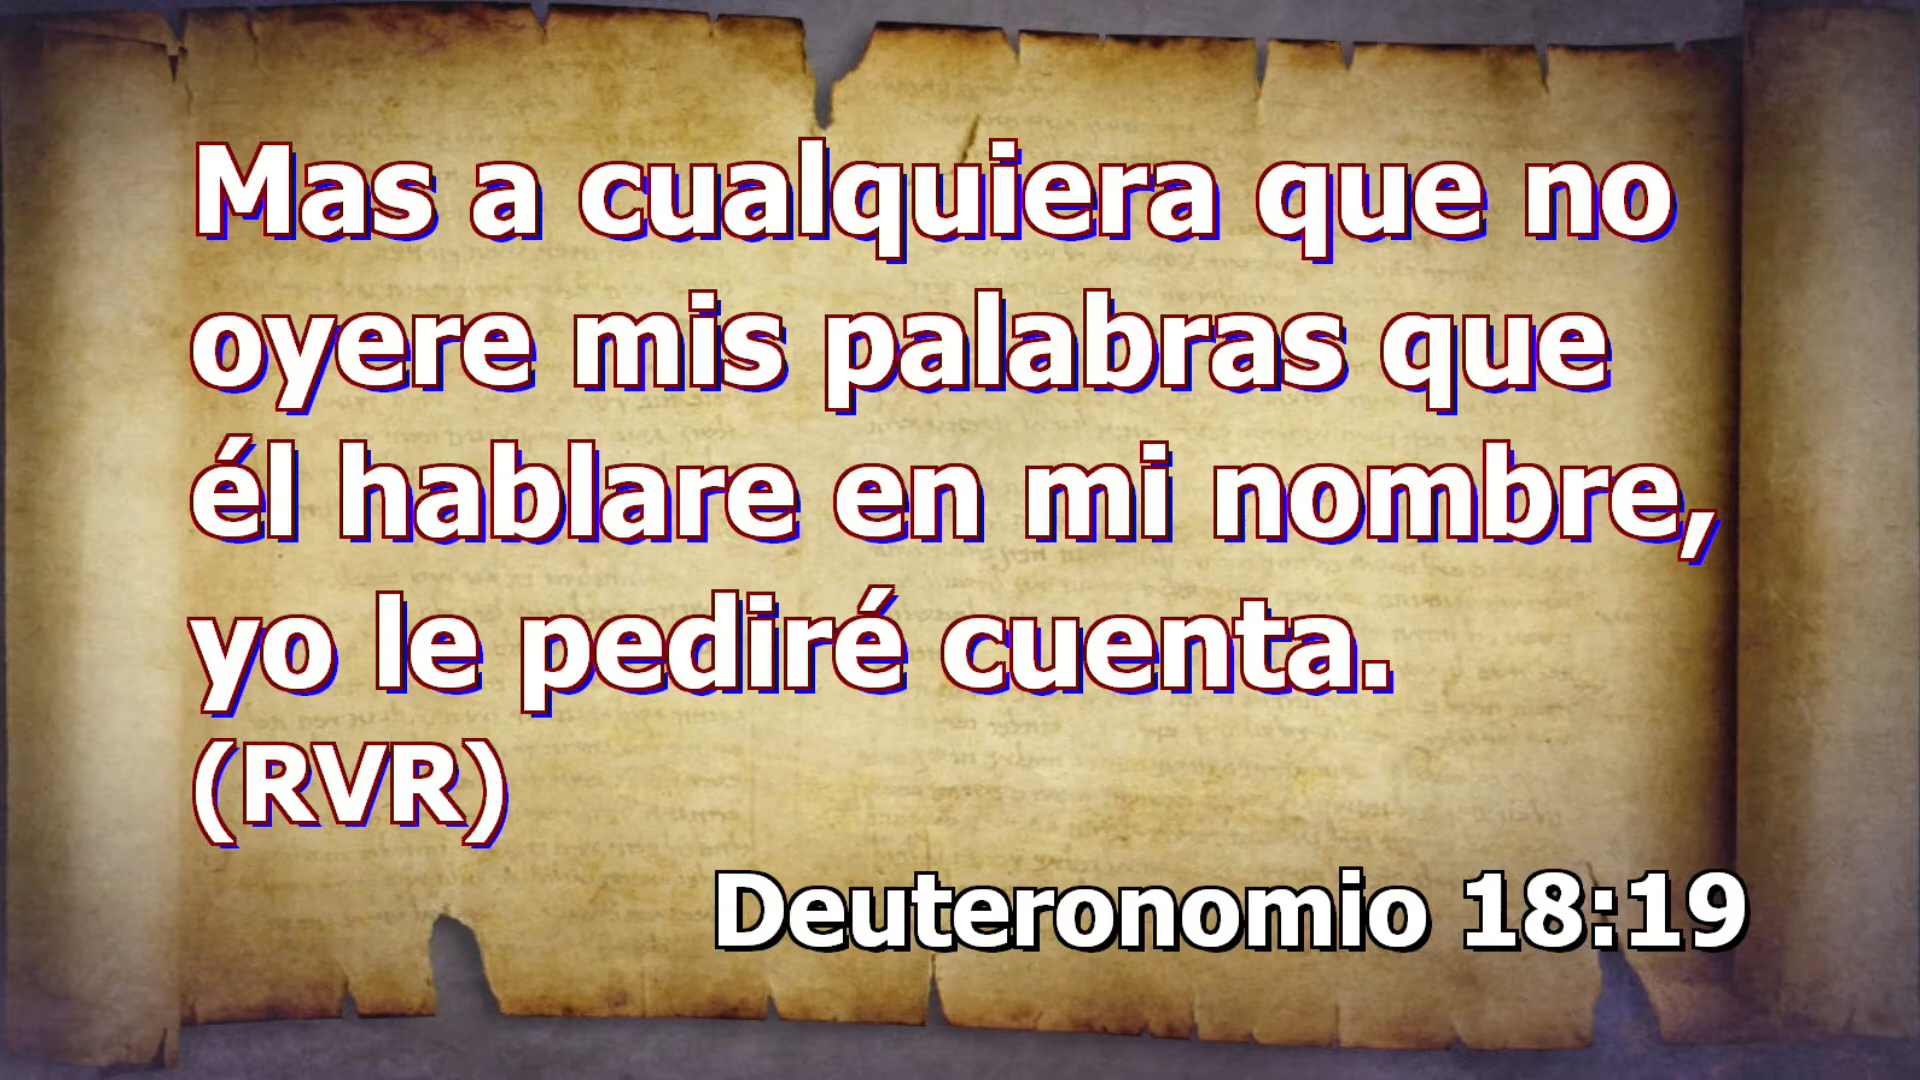 Mas a cualquiera que no
oyere mis palabras que
él hablare en mi nombre,
yo le pediré cuenta.
(RVR)
Deuteronomio 18:19